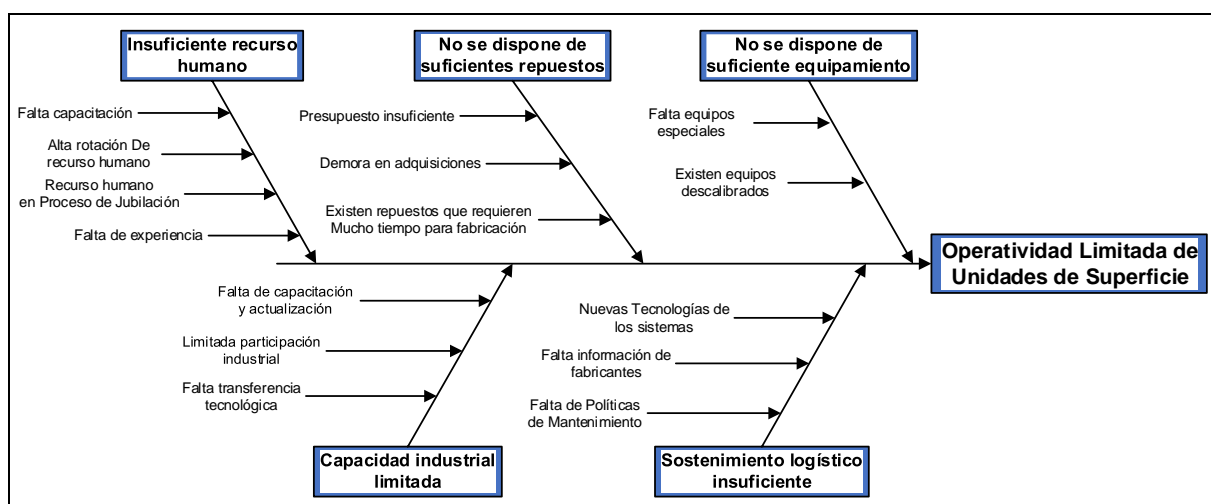 Insuficiente recurso
humano
No se dispone de
suficientes repuestos
No se dispone de
suficiente equipamiento
Falta capacitación
Alta rotación De
recurso humano
Recurso humano
en Proceso de Jubilación
Falta de experiencia
Presupuesto insuficiente
Demora en adquisiciones
Existen repuestos que requieren
Mucho tiempo para fabricación
Falta equipos
especiales
Existen equipos
descalibrados
Operatividad Limitada de
Unidades de Superficie
Falta de capacitación
y actualización
Limitada participación
industrial
Falta transferencia
tecnológica
Nuevas Tecnologías de
los sistemas
Falta información de
fabricantes
Falta de Políticas
de Mantenimiento
Capacidad industrial
limitada
Sostenimiento logístico
insuficiente